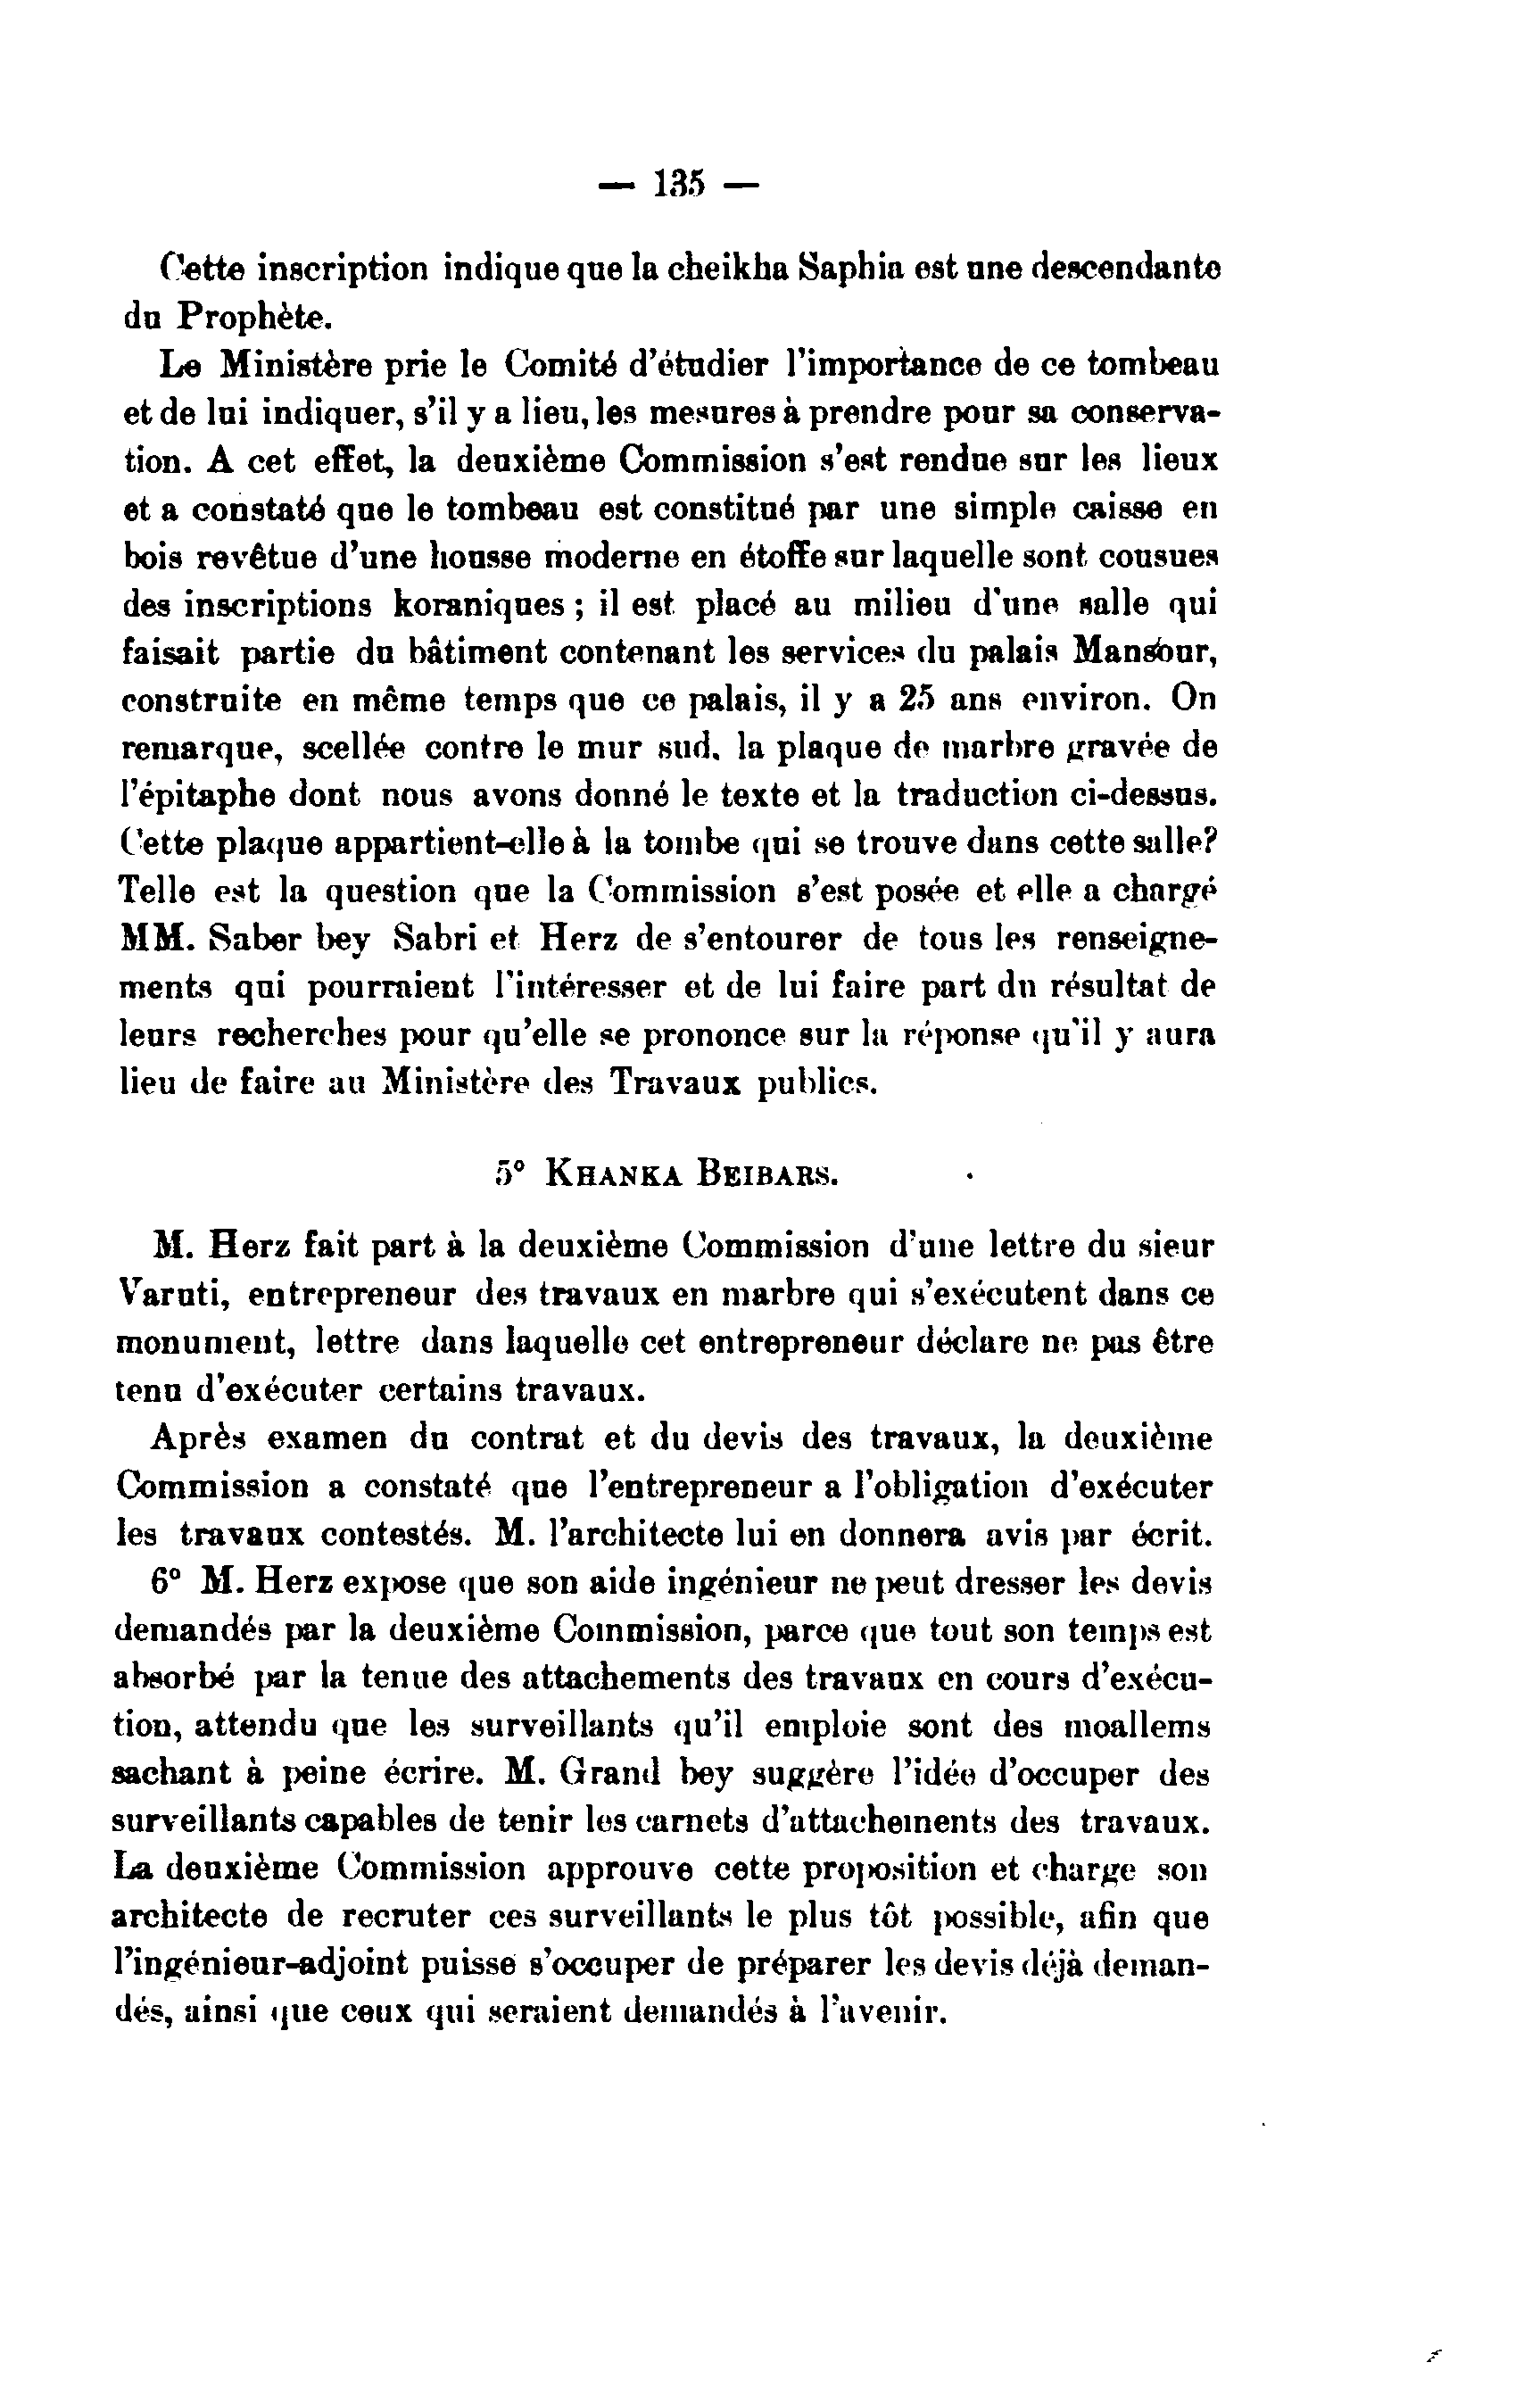 — 135 —
Cette inscription indique que la cheikha Saphia est une descendante
du Prophète.
Le Ministère prie le Comité d'étudier l'importance de ce tombeau
et de lui indiquer, s'il y a lieu, les mesures à prendre pour sa conserva-
tion. A cet effet, la deuxième Commission s'est rendue sur les lieux
et a constaté que le tombeau est constitué par une simple caisse en
bois revêtue d'une housse moderne en étoffe sur laquelle sont cousues
des inscriptions koraniques ; il est placé au milieu d'une salle qui
faisait partie du bâtiment contenant les services du palais Mansour,
construite en même temps que ce palais, il y a 25 ans environ. On
remarque, scellée contre le mur sud, la plaque de marbre gravée de
l'épitaphe dont nous avons donné le texte et la traduction ci-dessus.
Cette plaque appartient-elle à la tombe qui se trouve dans cette salle?
Telle est la question que la Commission s'est posée et elle a chargé
MM. Saber bey Sabri et Herz de s'entourer de tous les renseigne-
ments qui pourraient l'intéresser et de lui faire part du résultat de
leurs recherches pour qu'elle se prononce sur la réponse qu'il y aura
lieu de faire au Ministère des Travaux publics.
5° KHANKA BEIBARS.
M. Herz fait part à la deuxième Commission d'une lettre du sieur
Varuti, entrepreneur des travaux en marbre qui s'exécutent dans ce
monument, lettre dans laquelle cet entrepreneur déclare ne pas être
tenu d'exécuter certains travaux.
Après examen du contrat et du devis des travaux, la deuxième
Commission a constaté que l'entrepreneur a l'obligation d'exécuter
les travaux contestés. M. l'architecte lui en donnera avis par écrit.
6° M. Herz expose que son aide ingénieur ne peut dresser les devis
demandés par la deuxième Commission, parce que tout son temps est
absorbé par la tenue des attachements des travaux en cours d'exécu-
tion, attendu que les surveillants qu'il emploie sont des moallems
sachant à peine écrire. M. Grand bey suggère l'idée d'occuper des
surveillants capables de tenir les carnets d'attachements des travaux.
La deuxième Commission approuve cette proposition et charge son
architecte de recruter ces surveillants le plus tôt possible, afin que
l'ingénieur-adjoint puisse s'occuper de préparer les devis déjà deman-
dés, ainsi que ceux qui seraient demandés à l'avenir.